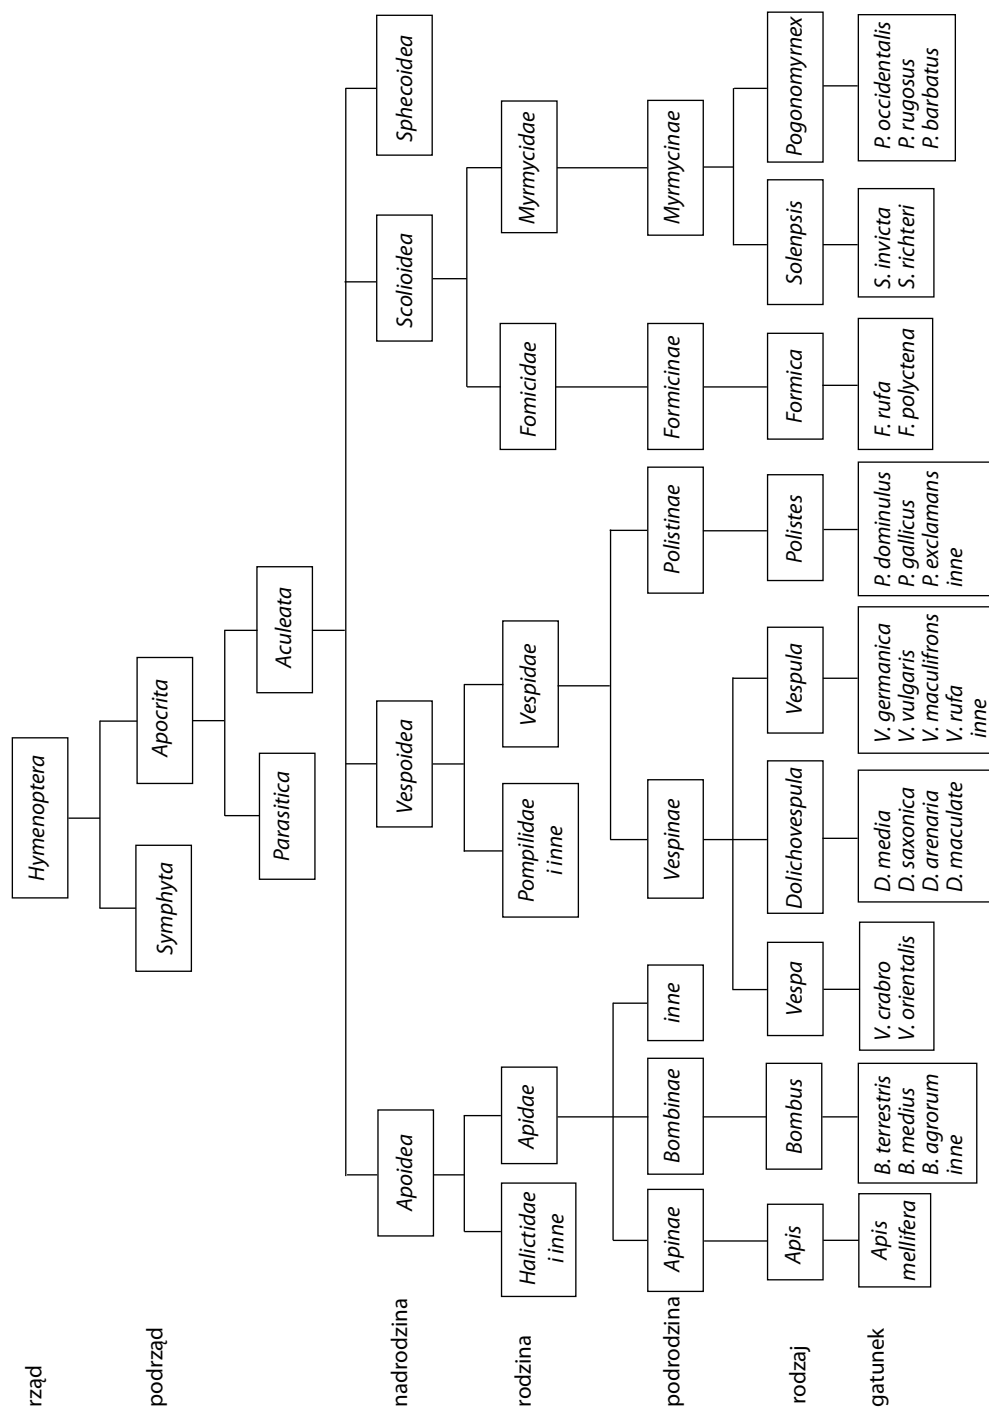 rząd
Hymenoptera
podrząd
Symphyta
Apocrita
Parasitica
Aculeata
nadrodzina
Apoidea
Vespoidea
Scolioidea
Sphecoidea
rodzina
Halictidae
i inne
Apidae
Pompilidae
i inne
Vespidae
Fomicidae
Myrmycidae
podrodzina
Apinae
Bombinae
inne
Vespinae
Polistinae
Formicinae
Myrmycinae
rodzaj
Apis
Bombus
Vespa
Dolichovespula
Vespula
Polistes
Formica
Solenpsis
Pogonomyrnex
gatunek
Apis
mellifera
B. terrestris
B. medius
B. agrorum
inne
V. crabro
V. orientalis
D. media
D. saxonica
D. arenaria
D. maculate
V. germanica
V. vulgaris
V. maculifrons
V. rufa
inne
P. dominulus
P. gallicus
P. exclamans
inne
F. rufa
F. polyctena
S. invicta
S. richteri
P. occidentalis
P. rugosus
P. barbatus